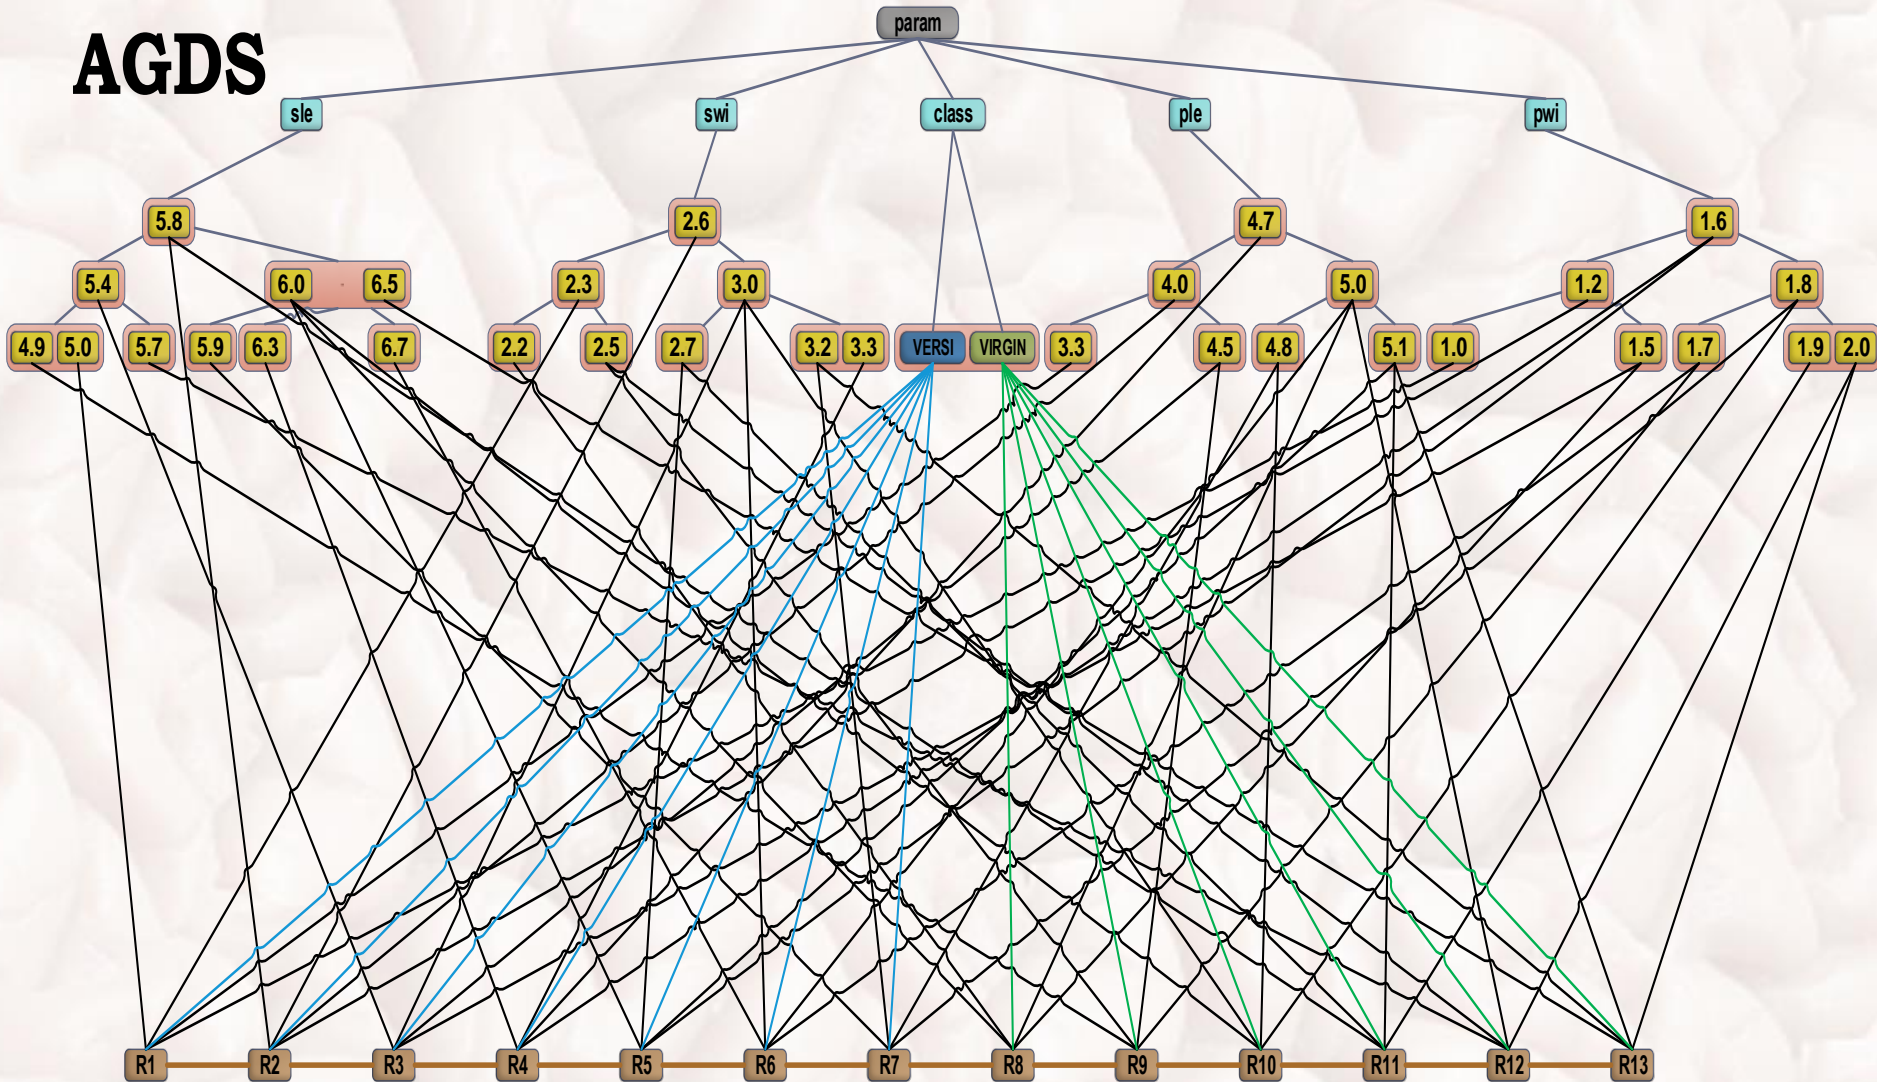 param
AGDS
sle swi class ple pwi
5.8 2.6 4.7 1.6
5.4 6.0 6.5 2.3 3.0 4.0 5.0 1.2 1.8
4.9 5.0 5.7 5.9 6.3 6.7 2.2 2.5 2.7 3.2 3.3 VERSI VIRGIN 3.3 4.5 4.8 5.1 1.0 1.5 1.7 1.9 2.0
R1 R2 R3 R4 R5 R6 R7 R8 R9 R10 R11 R12 R13